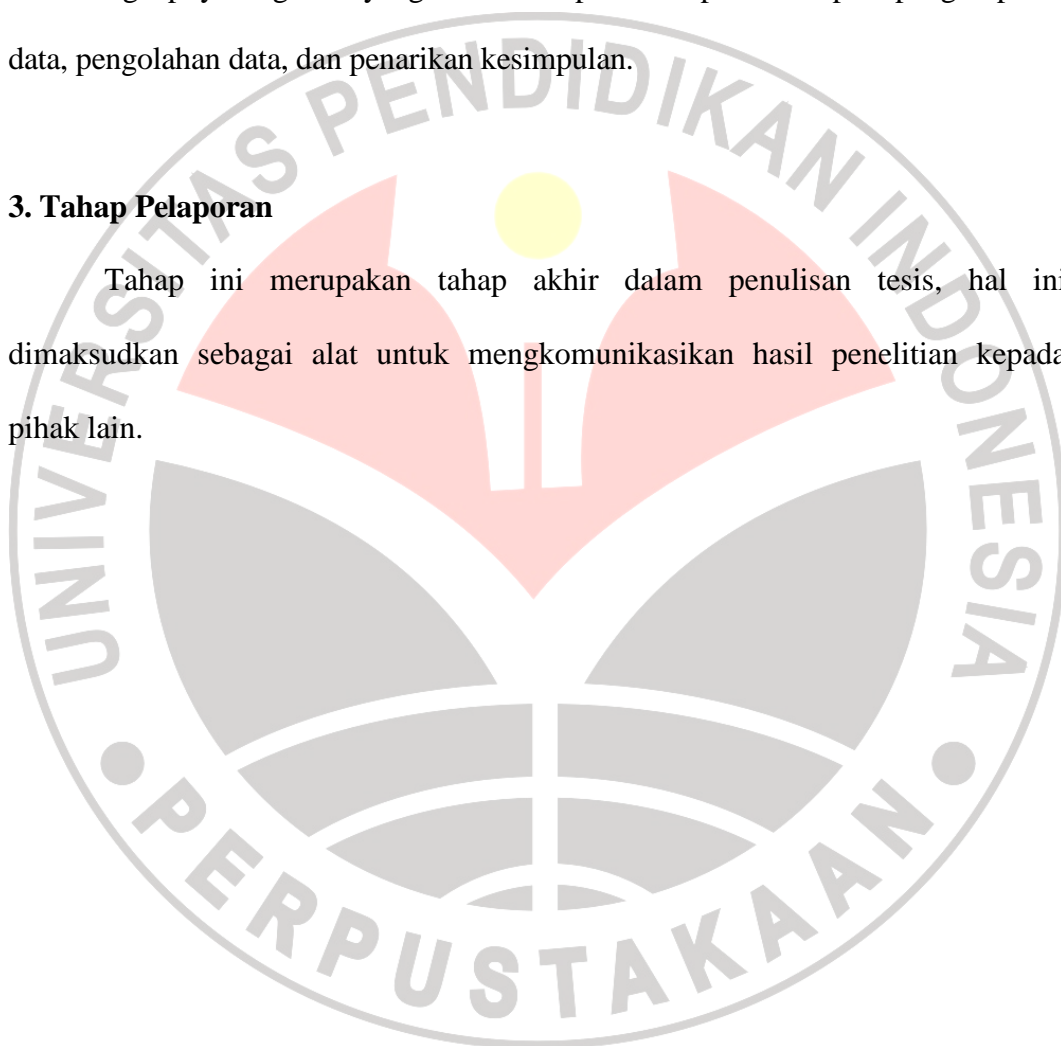 data, pengolahan data, dan penarikan kesimpulan.
3. Tahap Pelaporan
Tahap ini merupakan tahap akhir dalam penulisan tesis, hal ini
dimaksudkan sebagai alat untuk mengkomunikasikan hasil penelitian kepada
pihak lain.
UNIVERSITAS PENDIDIKAN INDONESIA
PERPUSTAKAAN